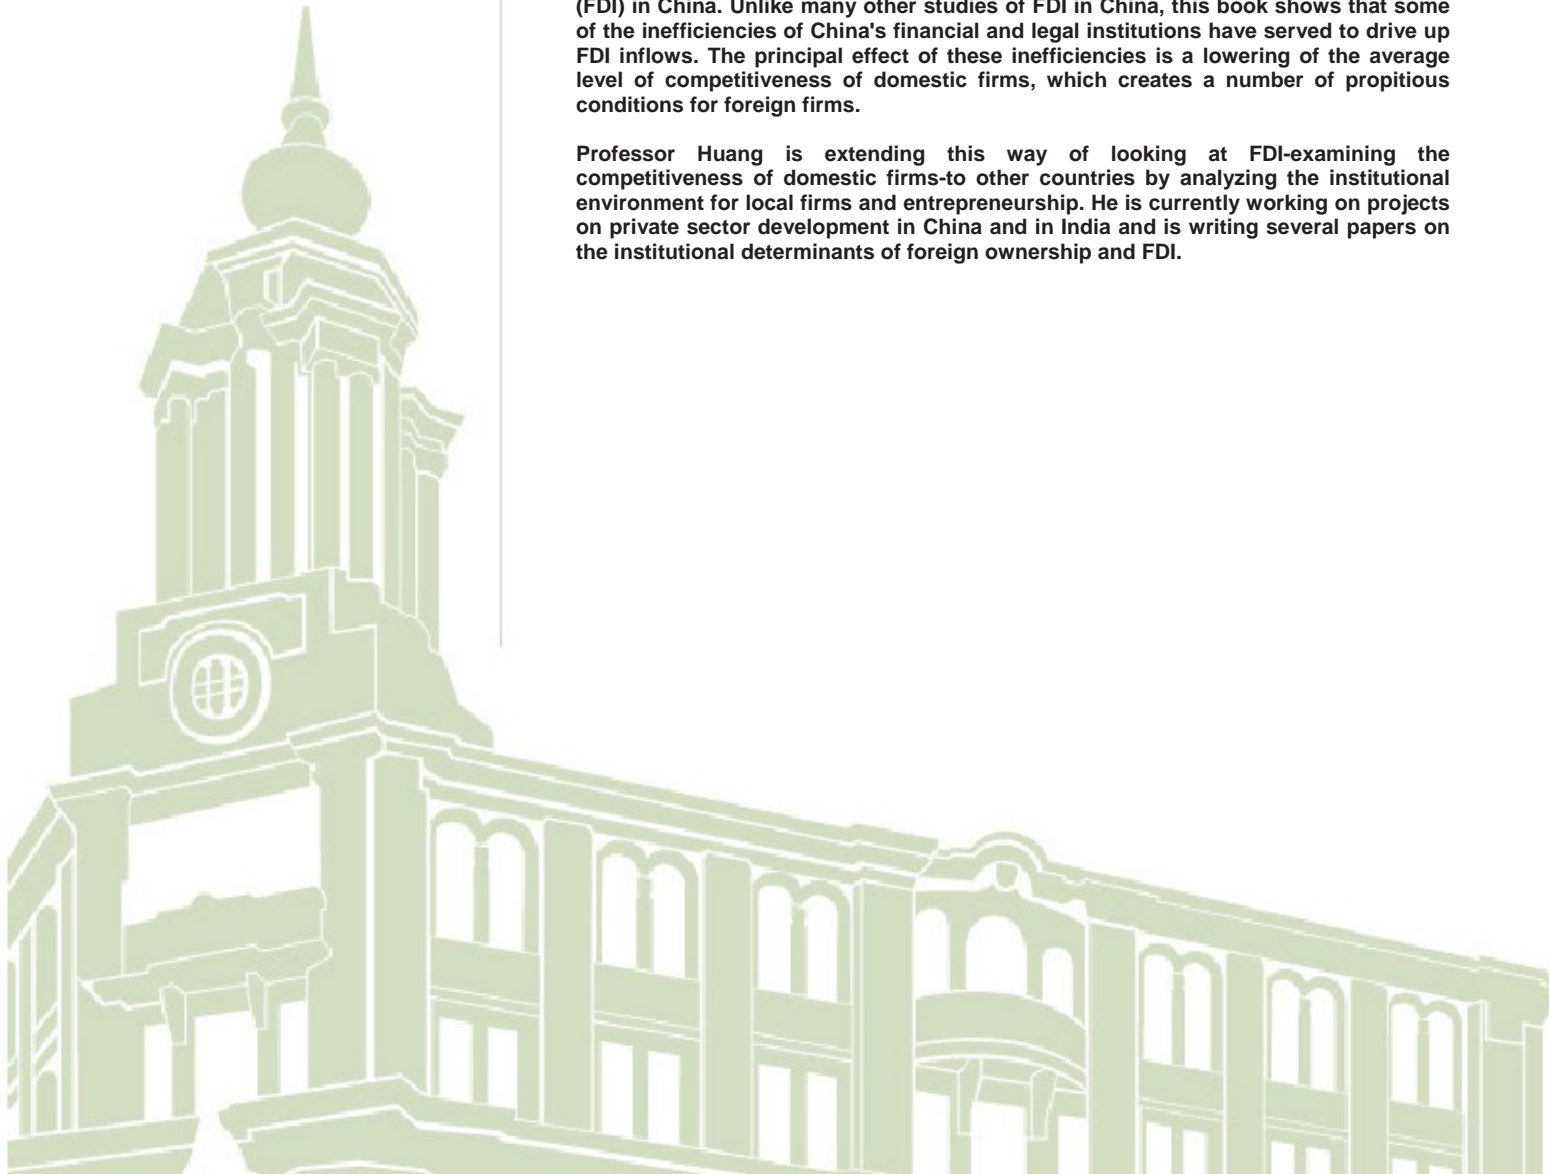 (FDI) in China. Unlike many other studies of FDI in China, this book shows that some
of the inefficiencies of China's financial and legal institutions have served to drive up
FDI inflows. The principal effect of these inefficiencies is a lowering of the average
level of competitiveness of domestic firms, which creates a number of propitious
conditions for foreign firms.
Professor Huang is extending this way of looking at FDI-examining the
competitiveness of domestic firms-to other countries by analyzing the institutional
environment for local firms and entrepreneurship. He is currently working on projects
on private sector development in China and in India and is writing several papers on
the institutional determinants of foreign ownership and FDI.